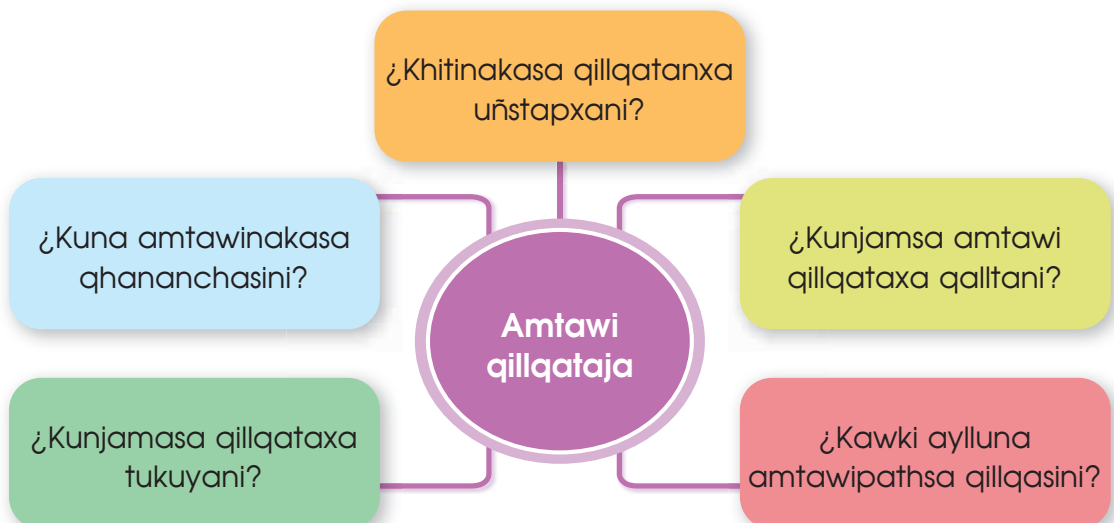 ¿Khitinakasa qillqatanxa
uñstapxani?
¿Kuna amtawinakasa
qhananchasini?
¿Kunjamsa amtawi
qillqataxa qalltani?
Amtawi
qillqataja
¿Kunjamasa qillqataxa
tukuyani?
¿Kawki aylluna
amtawipathsa qillqasini?